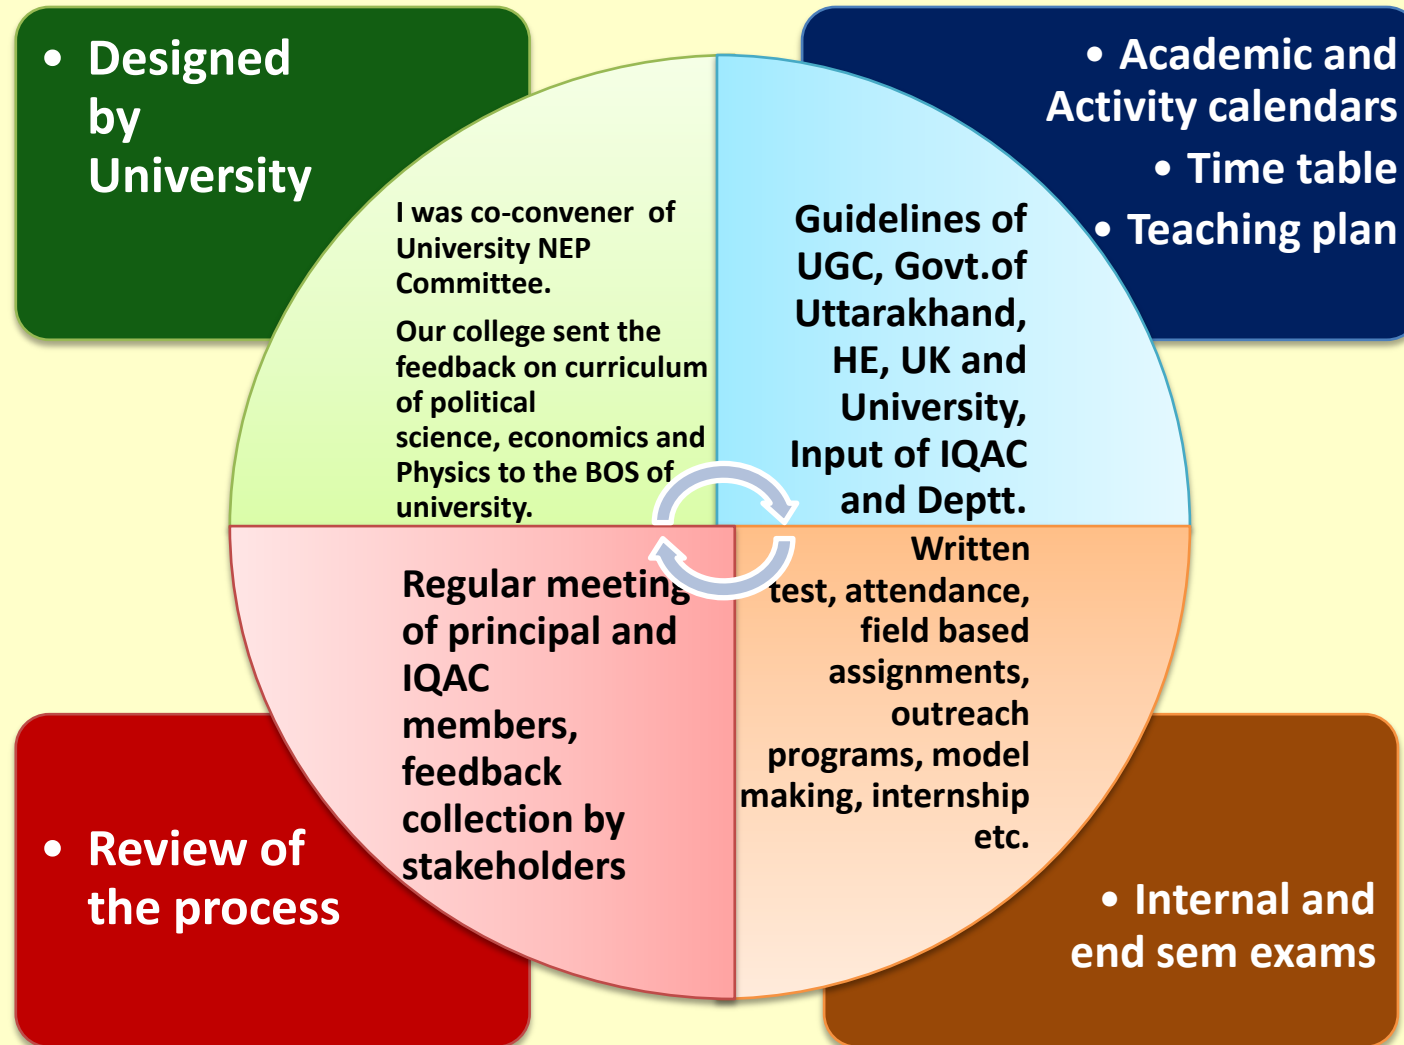 • Designed
by
University
I was co-convener of
University NEP
Committee.
Our college sent the
feedback on curriculum
of political
science, economics and
Physics to the BOS of
university.
• Academic and
Activity calendars
• Time table
• Teaching plan
Guidelines of
UGC, Govt.of
Uttarakhand,
HE, UK and
University,
Input of IQAC
and Deptt.
Regular meeting
of principal and
IQAC
members,
feedback
collection by
stakeholders
• Review of
the process
Written
test, attendance,
field based
assignments,
outreach
programs, model
making, internship
etc.
• Internal and
end sem exams